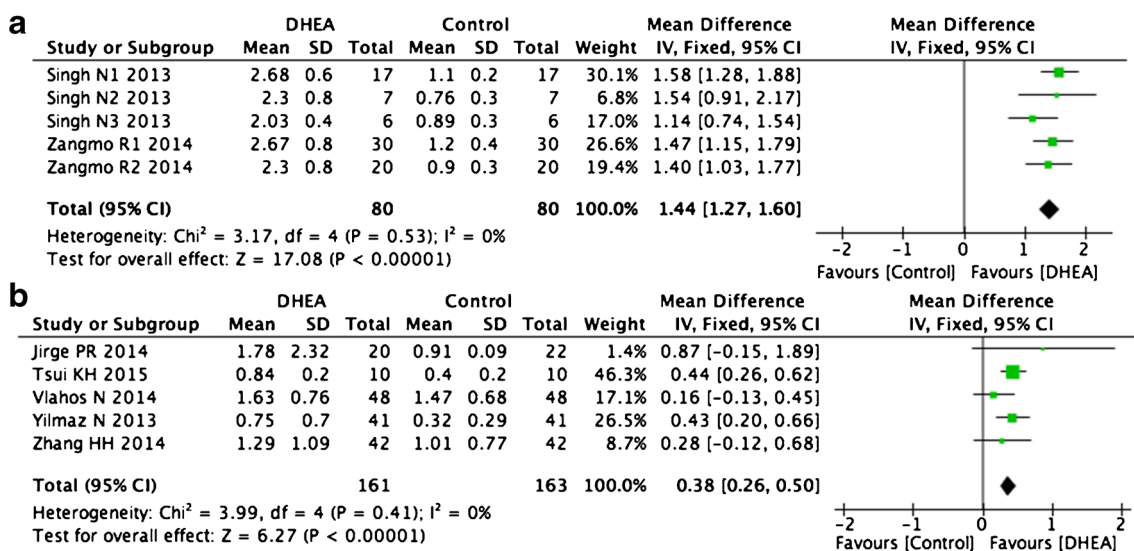 a
DHEA Control Mean Difference Mean Difference
Study or Subgroup Mean SD Total Mean SD Total Weight IV, Fixed, 95% CI IV, Fixed, 95% CI
Singh N1 2013 2.68 0.6 17 1.1 0.2 17 30.1% 1.58 [1.28, 1.88]
Singh N2 2013 2.3 0.8 7 0.76 0.3 7 6.8% 1.54 [0.91, 2.17]
Singh N3 2013 2.03 0.4 6 0.89 0.3 6 17.0% 1.14 [0.74, 1.54]
Zangmo R1 2014 2.67 0.8 30 1.2 0.4 30 26.6% 1.47 [1.15, 1.79]
Zangmo R2 2014 2.3 0.8 20 0.9 0.3 20 19.4% 1.40 [1.03, 1.77]
Total (95% CI) 80 80 100.0% 1.44 [1.27, 1.60]
Heterogeneity: Chi² = 3.17, df = 4 (P = 0.53); I² = 0%
Test for overall effect: Z = 17.08 (P < 0.00001)
-2 -1 0 1 2
Favours [Control] Favours [DHEA]
b
DHEA Control Mean Difference Mean Difference
Study or Subgroup Mean SD Total Mean SD Total Weight IV, Fixed, 95% CI IV, Fixed, 95% CI
Jirge PR 2014 1.78 2.32 20 0.91 0.09 22 1.4% 0.87 [-0.15, 1.89]
Tsui KH 2015 0.84 0.2 10 0.4 0.2 10 46.3% 0.44 [0.26, 0.62]
Vlahos N 2014 1.63 0.76 48 1.47 0.68 48 17.1% 0.16 [-0.13, 0.45]
Yilmaz N 2013 0.75 0.7 41 0.32 0.29 41 26.5% 0.43 [0.20, 0.66]
Zhang HH 2014 1.29 1.09 42 1.01 0.77 42 8.7% 0.28 [-0.12, 0.68]
Total (95% CI) 161 163 100.0% 0.38 [0.26, 0.50]
Heterogeneity: Chi² = 3.99, df = 4 (P = 0.41); I² = 0%
Test for overall effect: Z = 6.27 (P < 0.00001)
-2 -1 0 1 2
Favours [Control] Favours [DHEA]